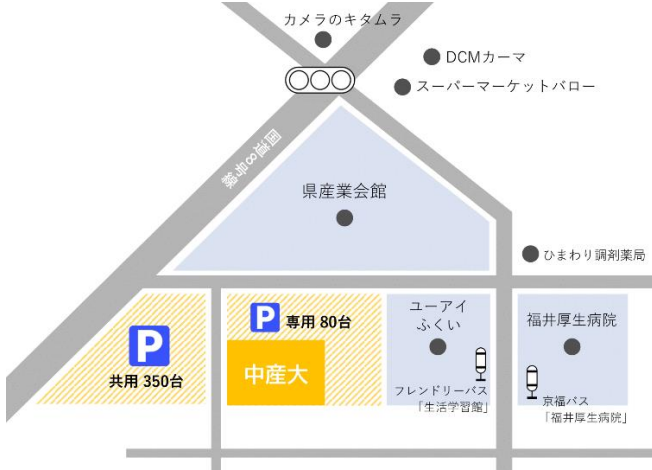 カメラのキタムラ
DCMカーマ
スーパーマーケットバロー
国道8号線
県産業会館
ひまわり調剤薬局
P
共用 350台
P 専用 80台
中産大
ユーアイ
ふくい
フレンドリーバス
「生活学習館」
福井厚生病院
京福バス
「福井厚生病院」